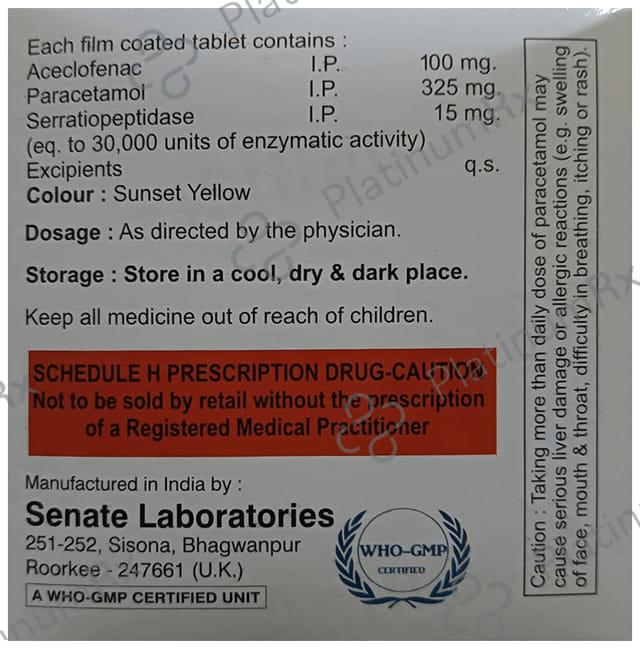 Each film coated tablet contains :
Aceclofenac I.P. 100 mg.
Paracetamol I.P. 325 mg.
Serratiopeptidase I.P. 15 mg.
(eq. to 30,000 units of enzymatic activity)
Excipients q.s.
Colour : Sunset Yellow
Dosage : As directed by the physician.
Storage : Store in a cool, dry & dark place.
Keep all medicine out of reach of children.
SCHEDULE H PRESCRIPTION DRUG-CAUTION
Not to be sold by retail without the prescription
of a Registered Medical Practitioner
Manufactured in India by :
Senate Laboratories
251-252, Sisona, Bhagwanpur
Roorkee - 247661 (U.K.)
A WHO-GMP CERTIFIED UNIT
WHO-GMP
CERTIFIED
Caution : Taking more than daily dose of paracetamol may
cause serious liver damage or allergic reactions (e.g. swelling
of face, mouth & throat, difficulty in breathing, itching or rash).
PlatinumRx
PlatinumRx
PlatinumRx